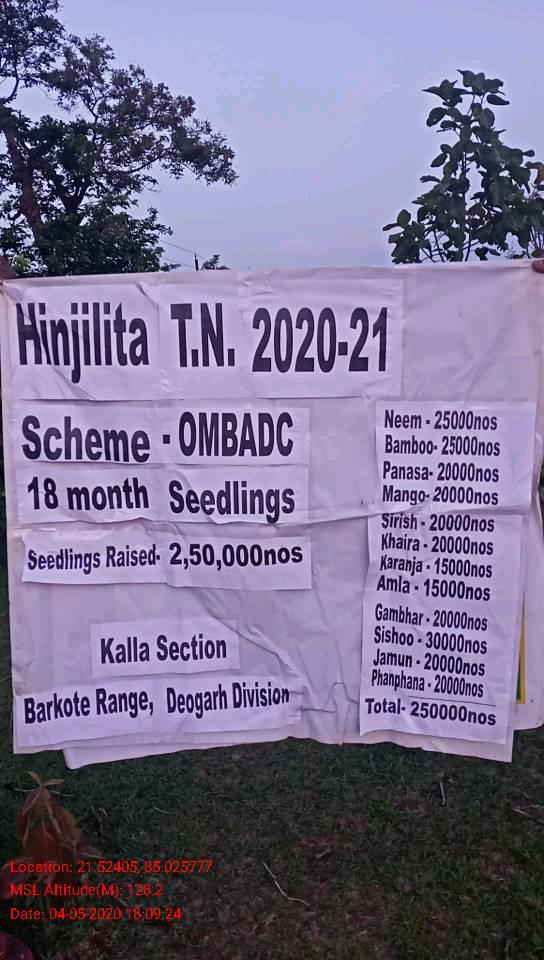 Hinjilita T.N. 2020-21
Scheme - OMBADC
18 month Seedlings
Seedlings Raised- 2,50,000nos
Kalla Section
Barkote Range, Deogarh Division
Neem - 25000nos
Bamboo- 25000nos
Panasa- 20000nos
Mango- 20000nos
Sirish - 20000nos
Khaira - 20000nos
Karanja - 15000nos
Amla - 15000nos
Gambhar - 20000nos
Sishoo - 30000nos
Jamun - 20000nos
Phanphana - 20000nos
Total- 250000nos
Location: 21.52405, 85.025777
MSL Altitude(M): 128.2
Date: 04-05-2020 18:09:24